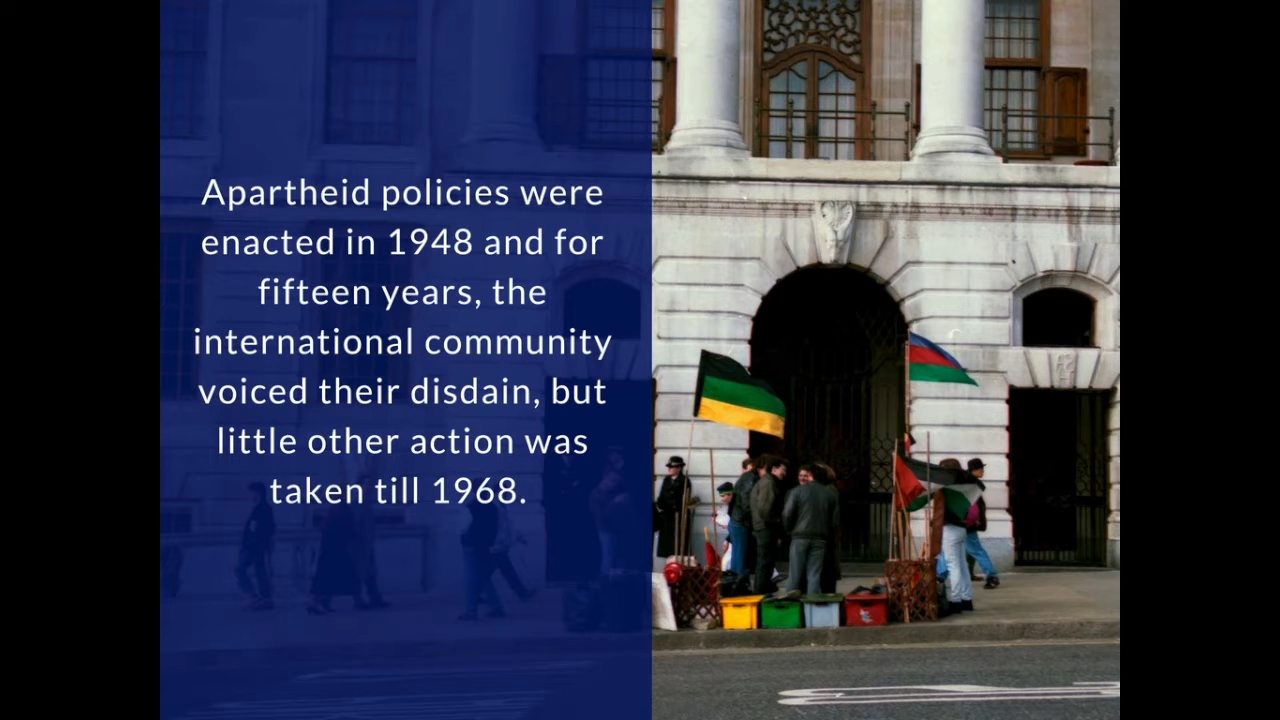 Apartheid policies were
enacted in 1948 and for
fifteen years, the
international community
voiced their disdain, but
little other action was
taken till 1968.